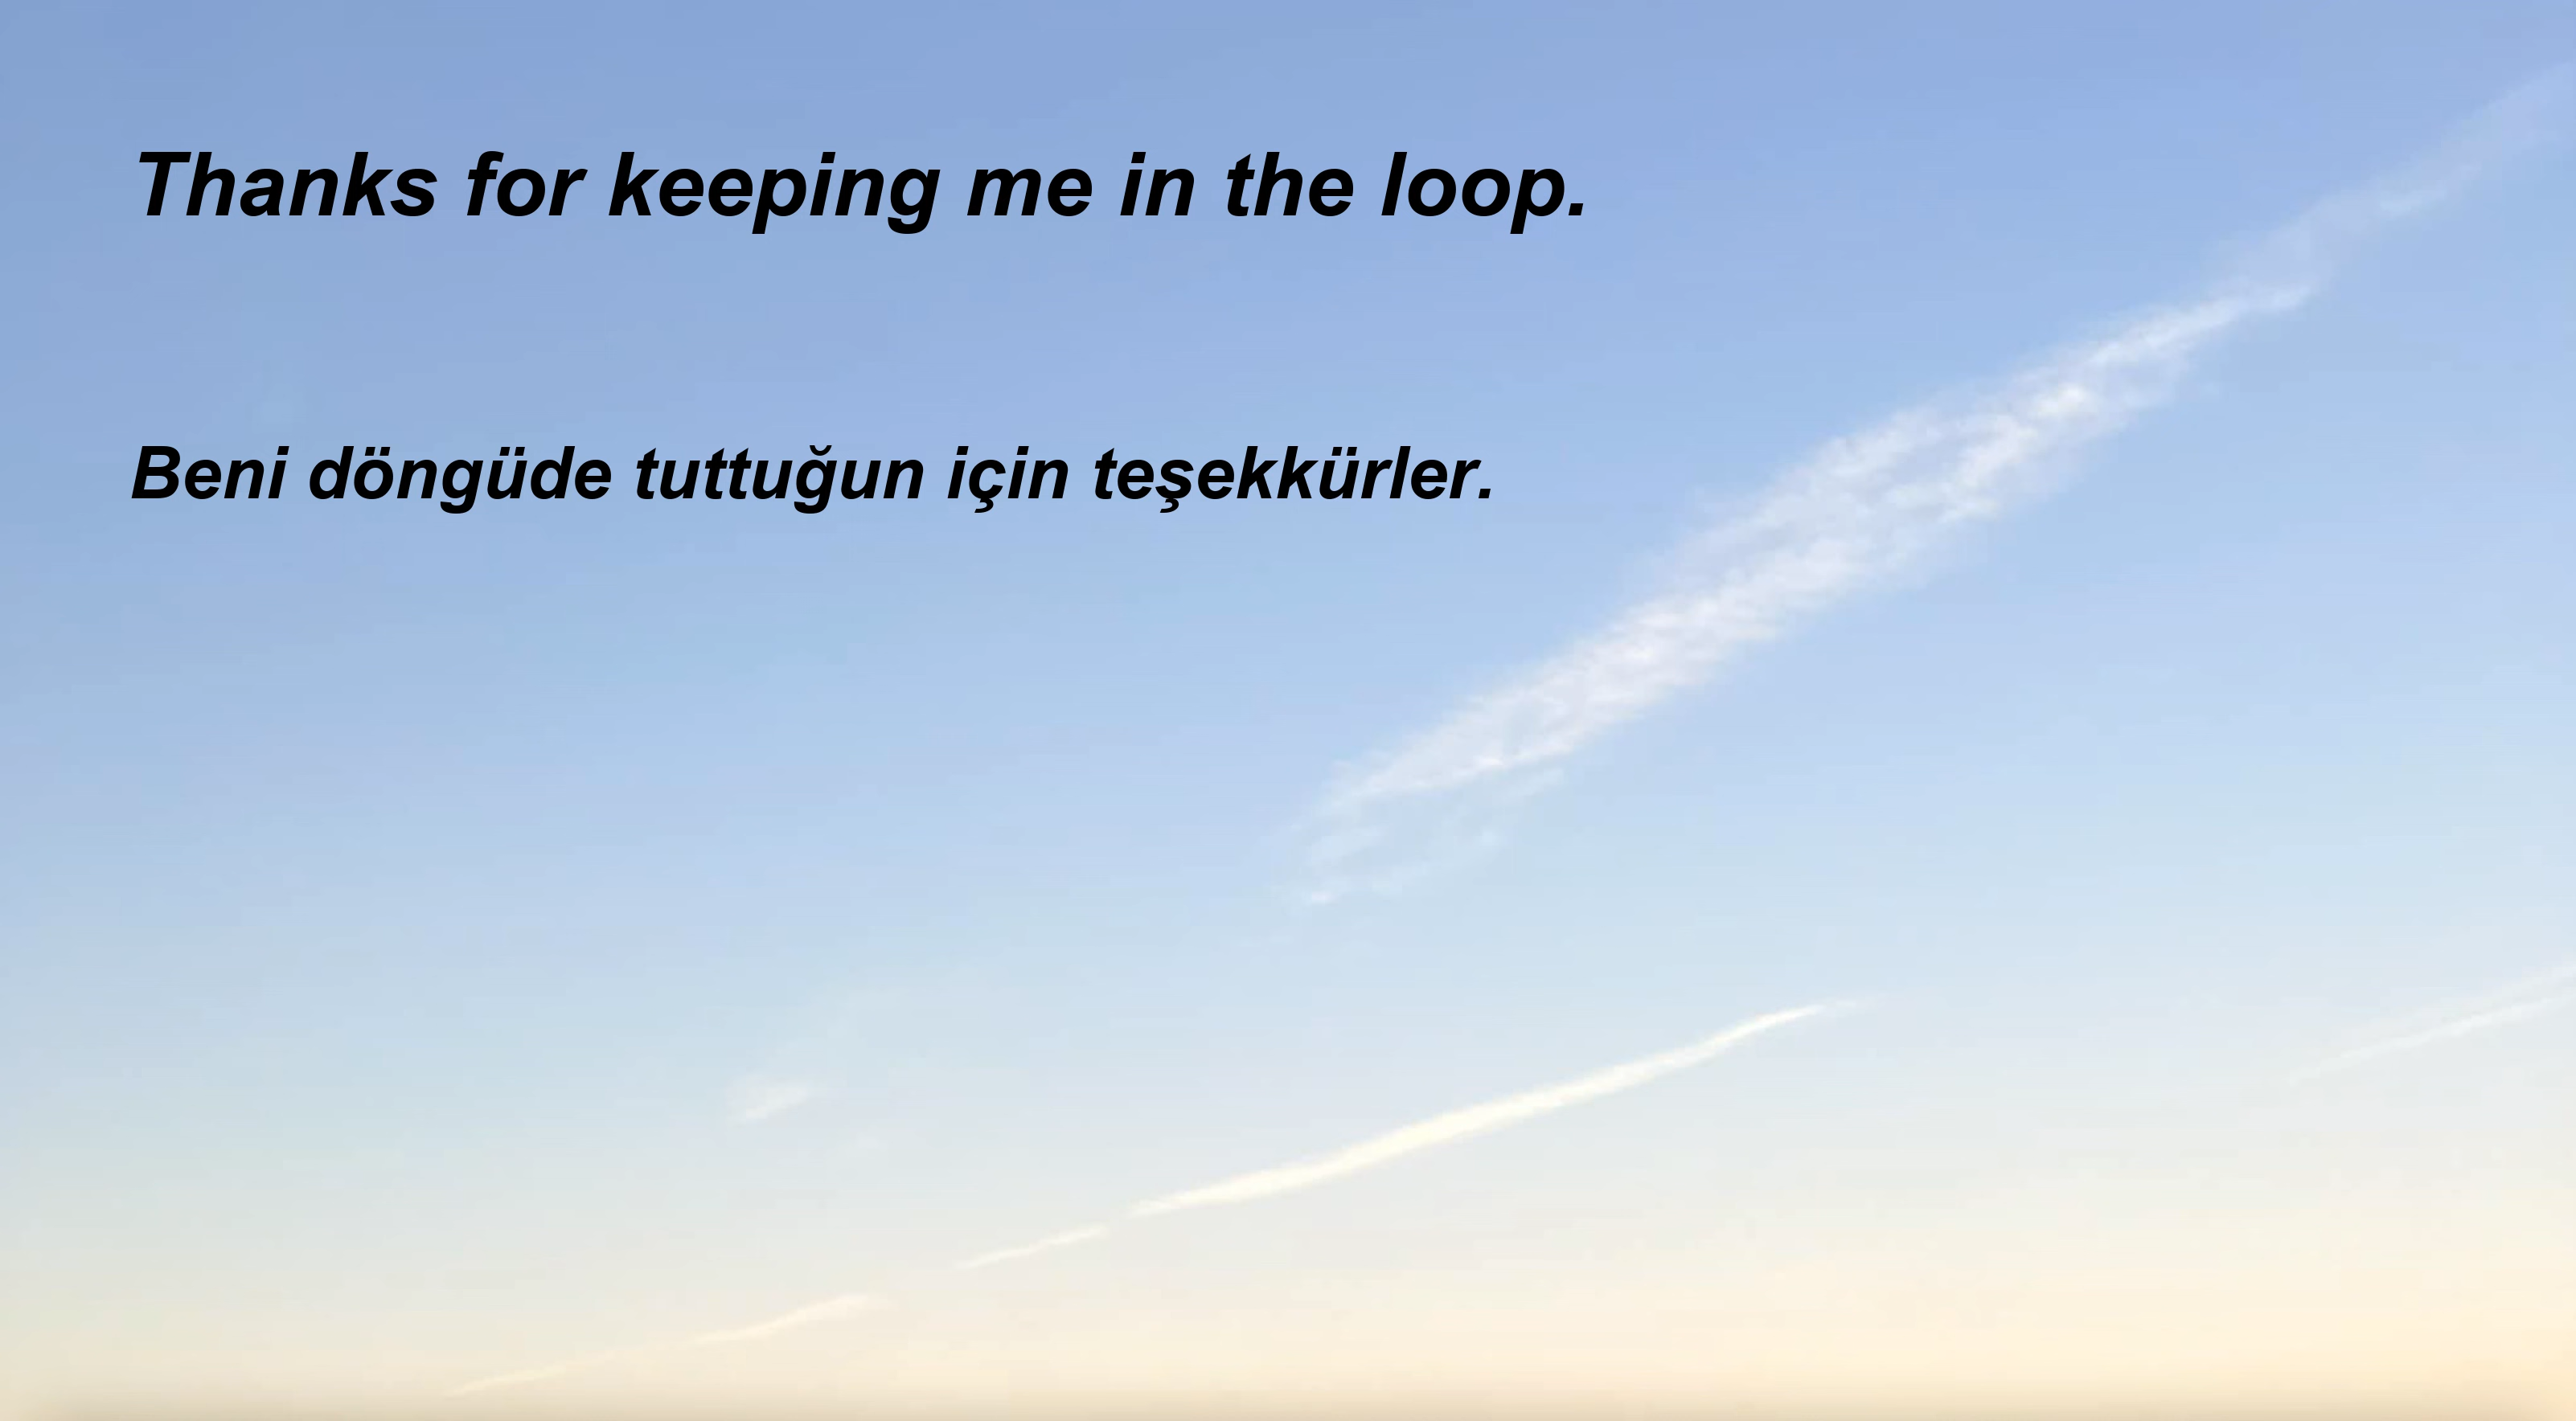 Thanks for keeping me in the loop.
Beni döngüde tuttuğun için teşekkürler.